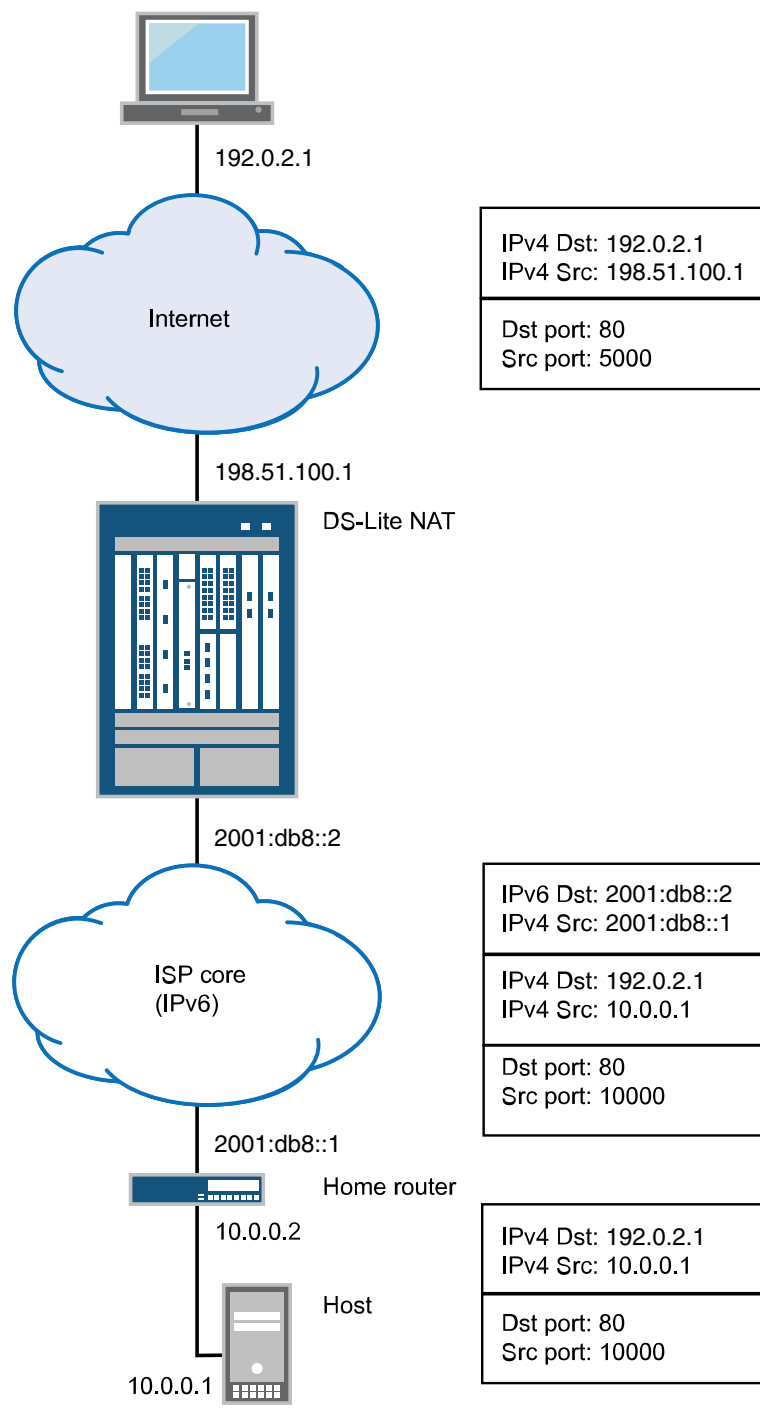 192.0.2.1
IPv4 Dst: 192.0.2.1
IPv4 Src: 198.51.100.1
Internet
Dst port: 80
Src port: 5000
198.51.100.1
DS-Lite NAT
2001:db8::2
IPv6 Dst: 2001:db8::2
IPv4 Src: 2001:db8::1
ISP core
(IPv6)
IPv4 Dst: 192.0.2.1
IPv4 Src: 10.0.0.1
Dst port: 80
Src port: 10000
2001:db8::1
Home router
10.0.0.2
IPv4 Dst: 192.0.2.1
IPv4 Src: 10.0.0.1
Host
Dst port: 80
Src port: 10000
10.0.0.1